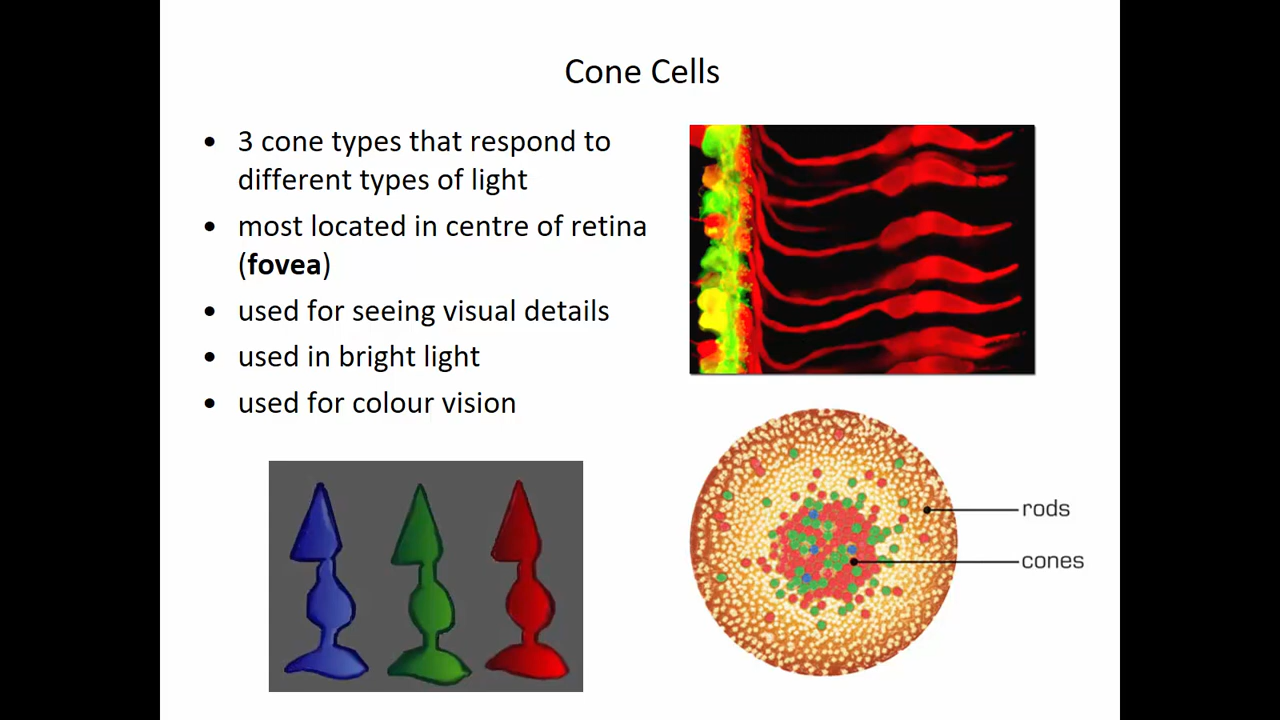 Cone Cells
• 3 cone types that respond to
different types of light
• most located in centre of retina
(fovea)
• used for seeing visual details
• used in bright light
• used for colour vision
rods
cones